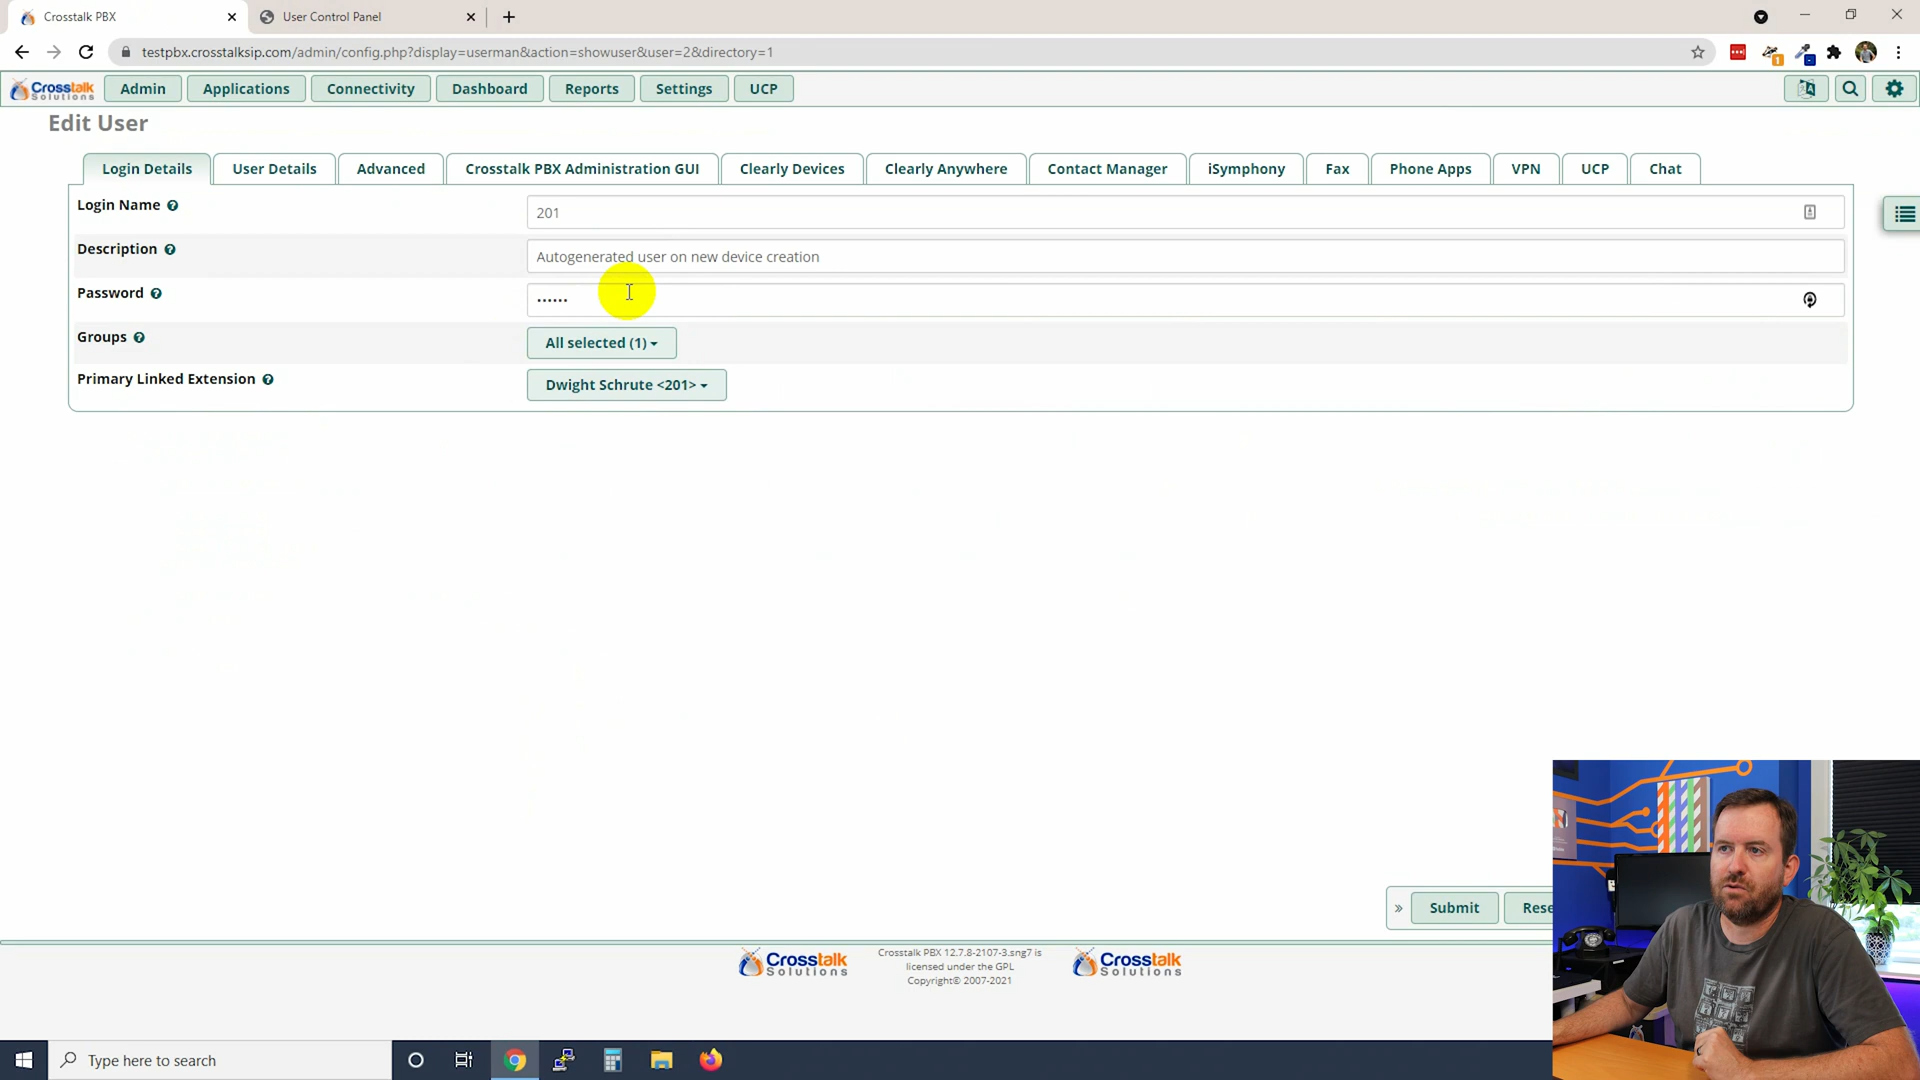 Crosstalk PBX
User Control Panel
testpbx.crosstalksip.com/admin/config.php?display=userman&action=showuser&user=2&directory=1
Crosstalk Solutions
Admin
Applications
Connectivity
Dashboard
Reports
Settings
UCP
Edit User
Login Details
User Details
Advanced
Crosstalk PBX Administration GUI
Clearly Devices
Clearly Anywhere
Contact Manager
iSymphony
Fax
Phone Apps
VPN
UCP
Chat
Login Name
201
Description
Autogenerated user on new device creation
Password
••••••
Groups
All selected (1)
Primary Linked Extension
Dwight Schrute <201>
» Submit
Rese
Crosstalk Solutions
Crosstalk PBX 12.7.8-2107-3.sng7 is
licensed under the GPL
Copyright© 2007-2021
Crosstalk Solutions
Type here to search